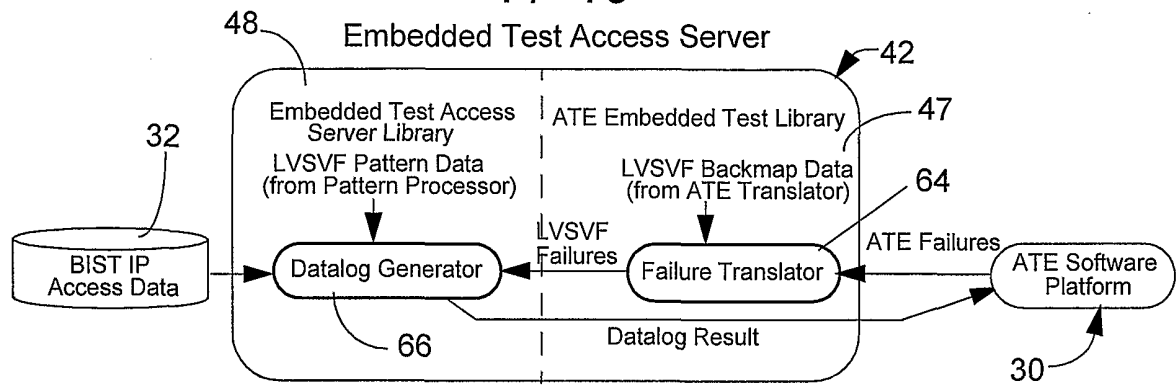 48
Embedded Test Access Server
42
Embedded Test Access
Server Library
ATE Embedded Test Library
47
32
LVSVF Pattern Data
(from Pattern Processor)
LVSVF Backmap Data
(from ATE Translator)
64
BIST IP
Access Data
Datalog Generator
LVSVF
Failures
Failure Translator
ATE Failures
ATE Software
Platform
66
Datalog Result
30